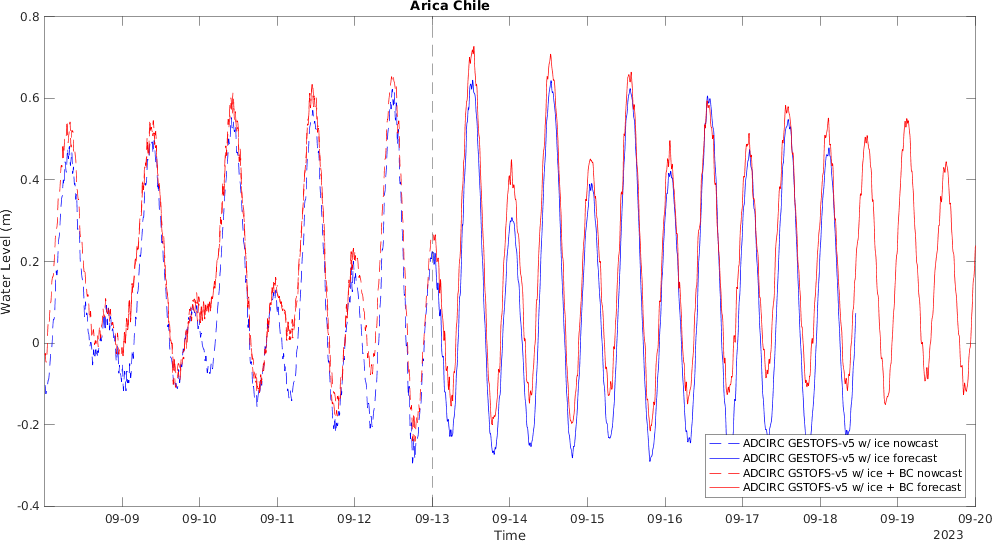 Arica Chile
Water Level (m)
0.8
0.6
0.4
0.2
0
-0.2
-0.4
ADCIRC GESTOFS-v5 w/ ice nowcast
ADCIRC GESTOFS-v5 w/ ice forecast
ADCIRC GSTOFS-v5 w/ ice + BC nowcast
ADCIRC GSTOFS-v5 w/ ice + BC forecast
09-09 09-10 09-11 09-12 09-13 09-14 09-15 09-16 09-17 09-18 09-19 09-20
Time
2023